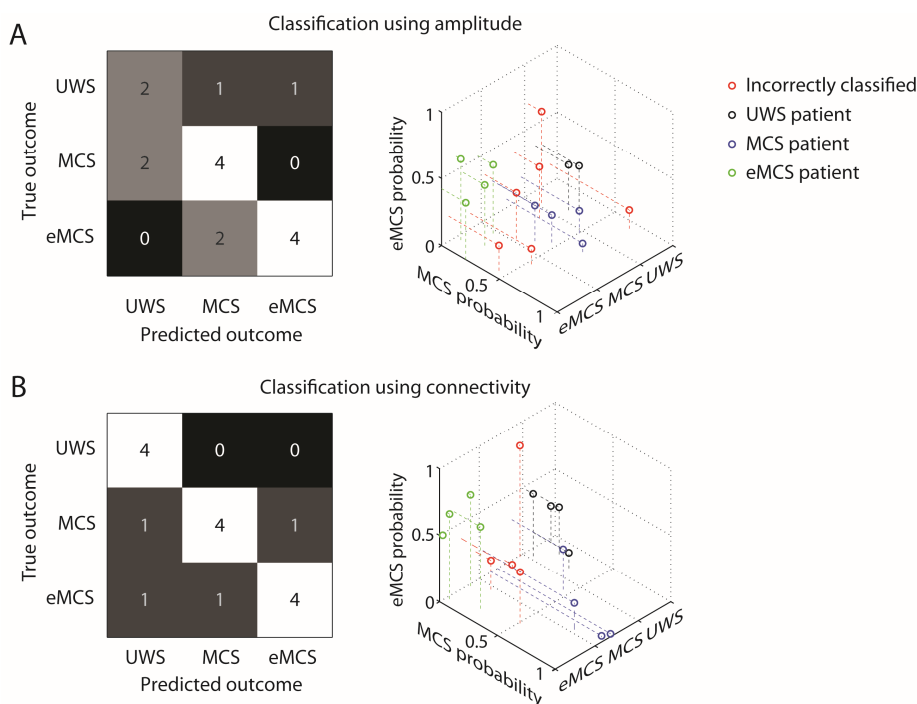 A
Classification using amplitude
True outcome
UWS
2 1 1
MCS
2 4 0
eMCS
0 2 4
UWS MCS eMCS
Predicted outcome
eMCS probability
1
0.5
0
MCS probability
0.5
1
eMCS MCS UWS
Incorrectly classified
UWS patient
MCS patient
eMCS patient
B
Classification using connectivity
True outcome
UWS
4 0 0
MCS
1 4 1
eMCS
1 1 4
UWS MCS eMCS
Predicted outcome
eMCS probability
1
0.5
0
MCS probability
0.5
1
eMCS MCS UWS